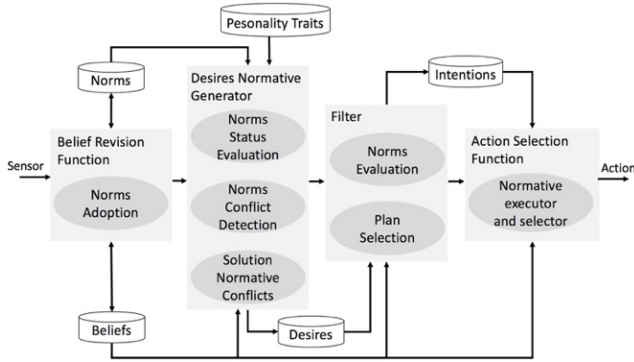 Pesonality Traits
Norms
Desires Normative
Generator
Intentions
Norms
Status
Evaluation
Filter
Belief Revision
Function
Action Selection
Function
Sensor
Norms
Evaluation
Action
Norms
Adoption
Norms
Conflict
Detection
Normative
executor
and selector
Plan
Selection
Solution
Normative
Conflicts
Beliefs
Desires